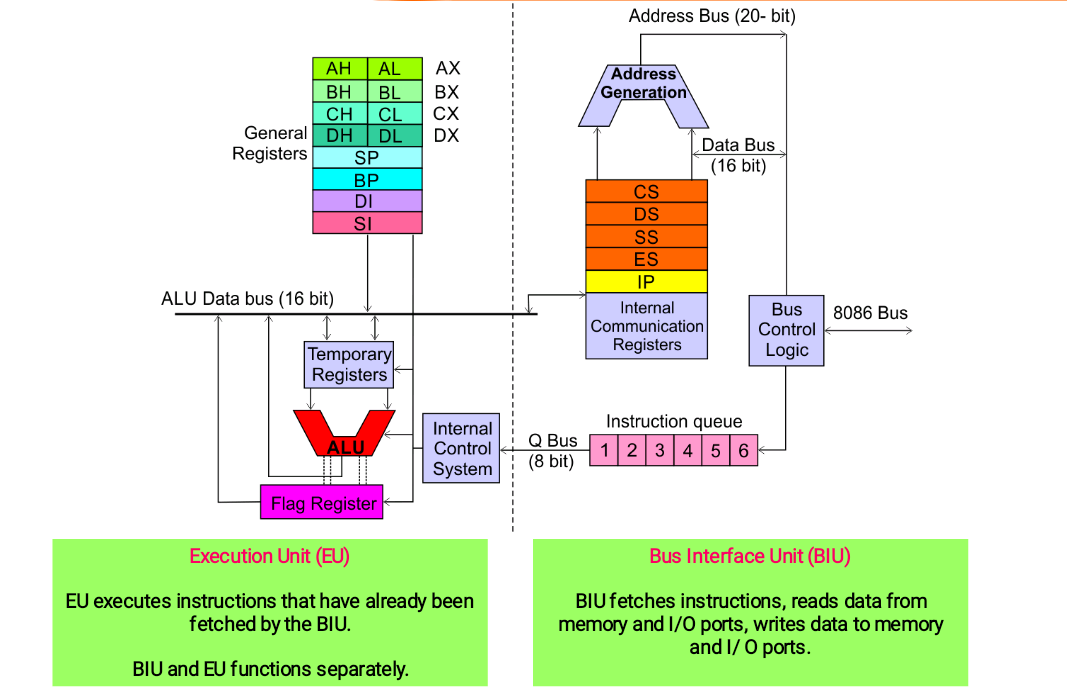 Address Bus (20- bit)
AH AL AX
BH BL BX
CH CL CX
DH DL DX
General
Registers
SP
BP
DI
SI
Address
Generation
Data Bus
(16 bit)
CS
DS
SS
ES
IP
Internal
Communication
Registers
Bus
Control
Logic
8086 Bus
ALU Data bus (16 bit)
Temporary
Registers
ALU
Internal
Control
System
Flag Register
Q Bus
(8 bit)
Instruction queue
1 2 3 4 5 6
Execution Unit (EU)
EU executes instructions that have already been
fetched by the BIU.
BIU and EU functions separately.
Bus Interface Unit (BIU)
BIU fetches instructions, reads data from
memory and I/O ports, writes data to memory
and I/ O ports.